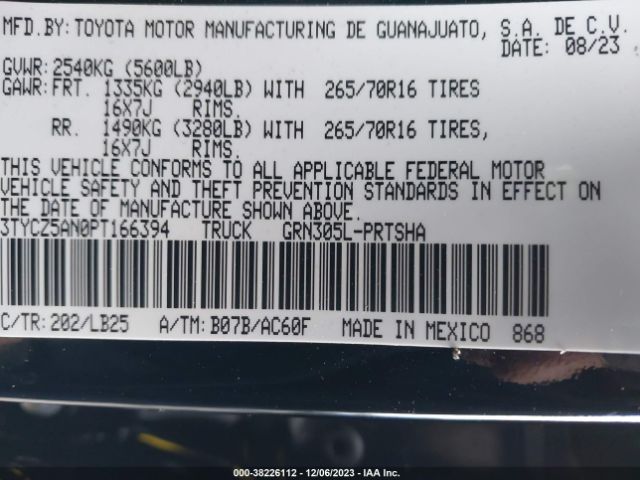 MFD.BY: TOYOTA MOTOR MANUFACTURING DE GUANAJUATO, S.A. DE C.V.
DATE: 08/23
GVWR: 2540KG (5600LB)
GAWR: FRT. 1335KG (2940LB) WITH 265/70R16 TIRES
16X7J RIMS.
RR. 1490KG (3280LB) WITH 265/70R16 TIRES,
16X7J RIMS.
THIS VEHICLE CONFORMS TO ALL APPLICABLE FEDERAL MOTOR
VEHICLE SAFETY AND THEFT PREVENTION STANDARDS IN EFFECT ON
THE DATE OF MANUFACTURE SHOWN ABOVE.
3TYCZ5AN0PT166394 TRUCK GRN305L-PRTSHA
C/TR: 202/LB25 A/TM: B07B/AC60F MADE IN MEXICO 868
000-38226112 - 12/06/2023 - IAA Inc.